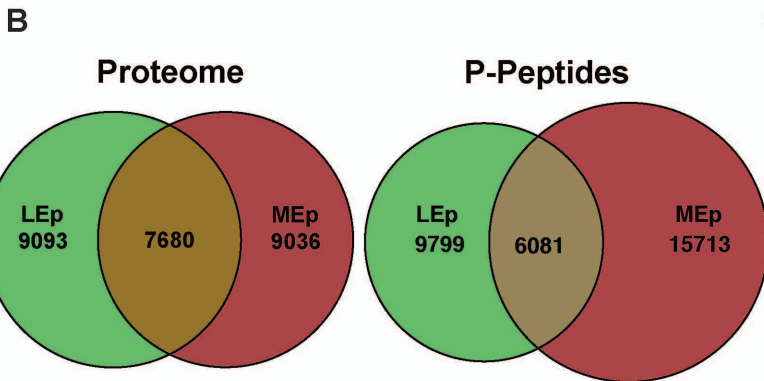 B
Proteome
P-Peptides
LEp
9093
7680
MEp
9036
LEp
9799
6081
MEp
15713